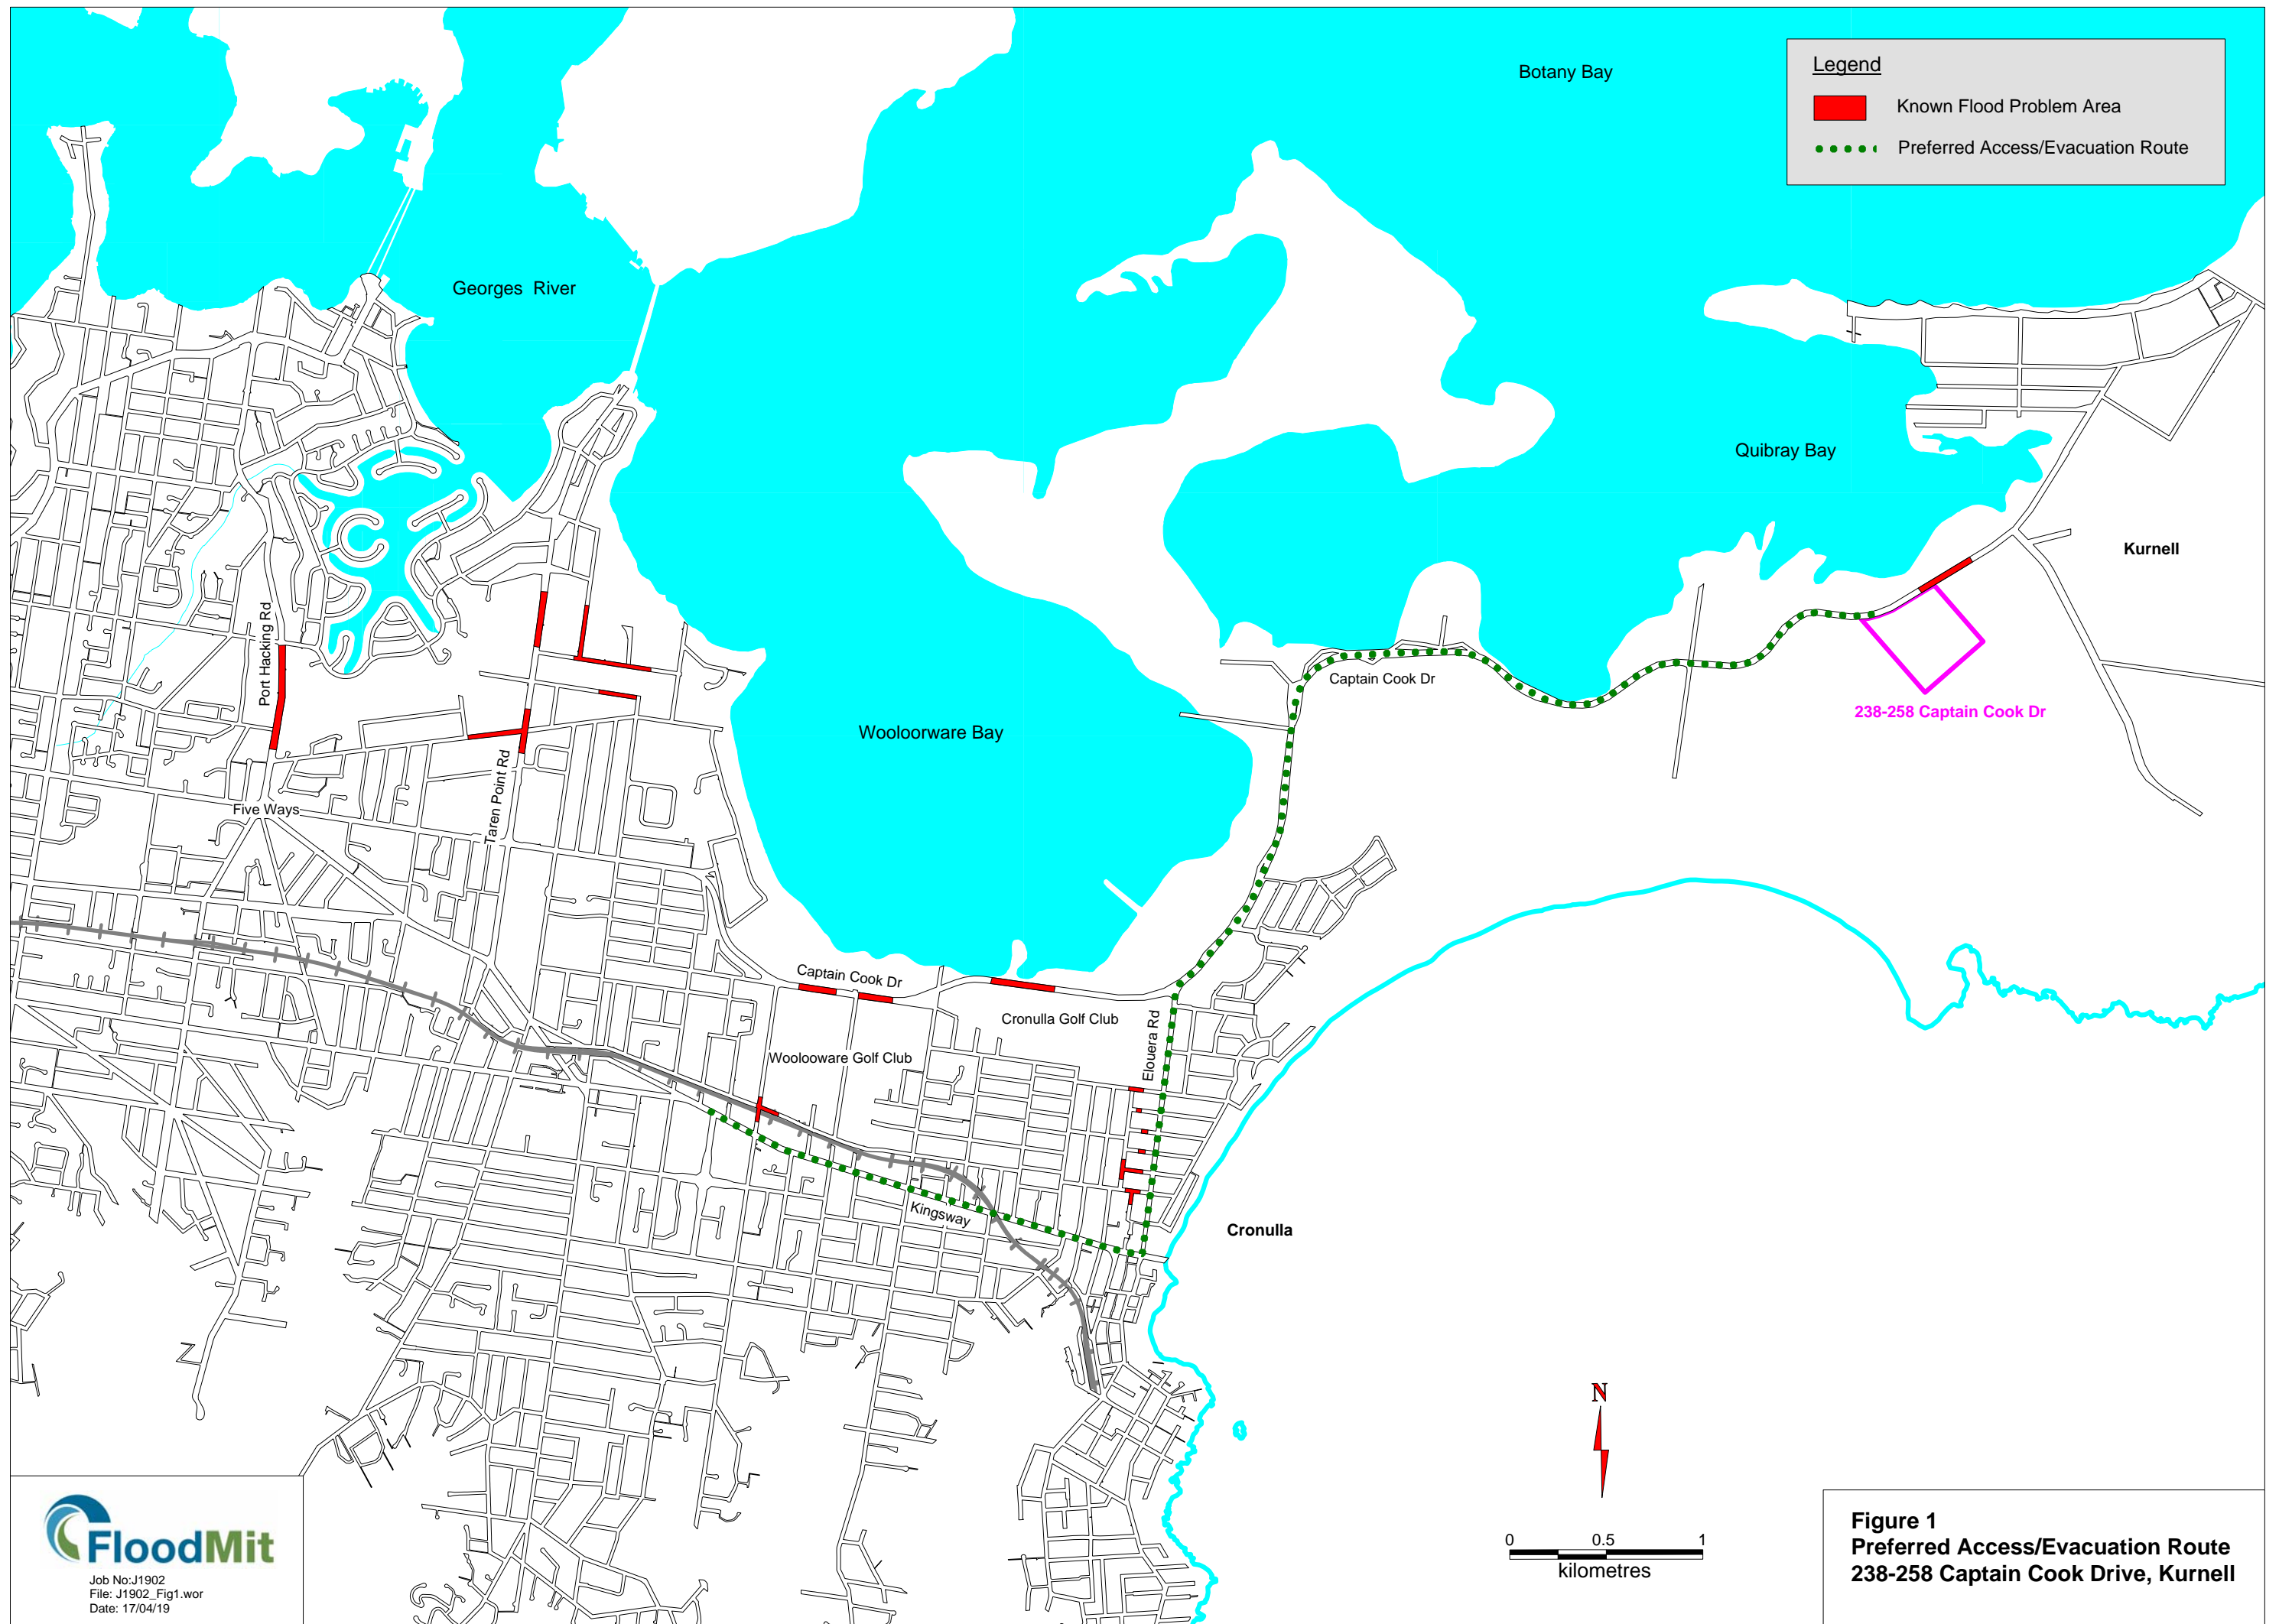 Botany Bay
Legend
Known Flood Problem Area
Preferred Access/Evacuation Route
Georges  River
Quibray Bay
Kurnell
Port Hacking Rd
Captain Cook Dr
238-258 Captain Cook Dr
Wooloorware Bay
Taren Point Rd
Five Ways
Captain Cook Dr
Cronulla Golf Club
Elouera Rd
Woolooware Golf Club
Kingsway
Cronulla
N
0 0.5 1
kilometres
FloodMit
Job No:J1902
File: J1902_Fig1.wor
Date: 17/04/19
Figure 1
Preferred Access/Evacuation Route
238-258 Captain Cook Drive, Kurnell